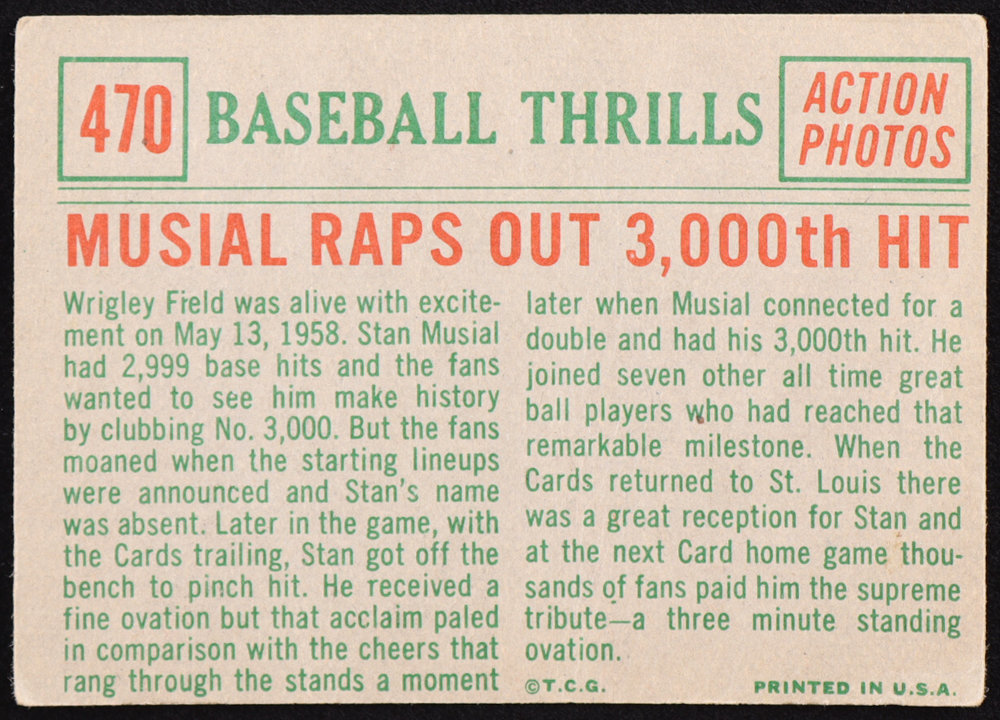 470
BASEBALL THRILLS
ACTION
PHOTOS
MUSIAL RAPS OUT 3,000th HIT
Wrigley Field was alive with excite-
ment on May 13, 1958. Stan Musial
had 2,999 base hits and the fans
wanted to see him make history
by clubbing No. 3,000. But the fans
moaned when the starting lineups
were announced and Stan's name
was absent. Later in the game, with
the Cards trailing, Stan got off the
bench to pinch hit. He received a
fine ovation but that acclaim paled
in comparison with the cheers that
rang through the stands a moment
later when Musial connected for a
double and had his 3,000th hit. He
joined seven other all time great
ball players who had reached that
remarkable milestone. When the
Cards returned to St. Louis there
was a great reception for Stan and
at the next Card home game thou-
sands of fans paid him the supreme
tribute—a three minute standing
ovation.
©T.C.G.
PRINTED IN U.S.A.